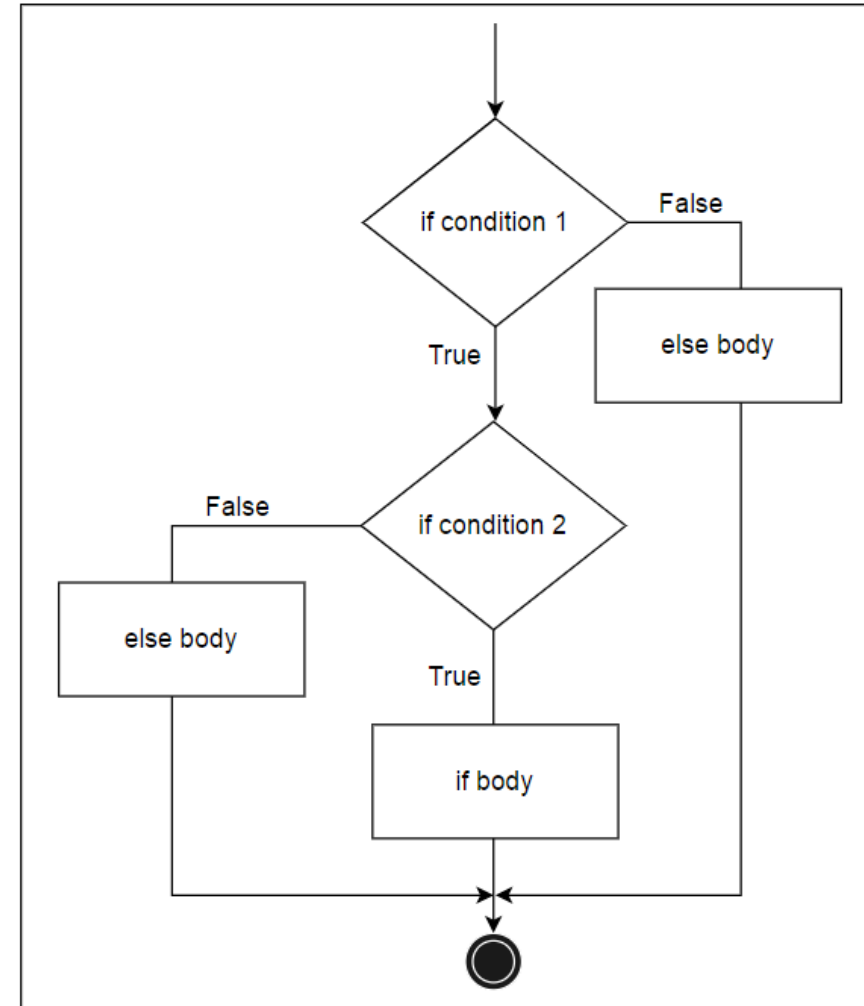 if condition 1
False
else body
True
if condition 2
False
else body
True
if body